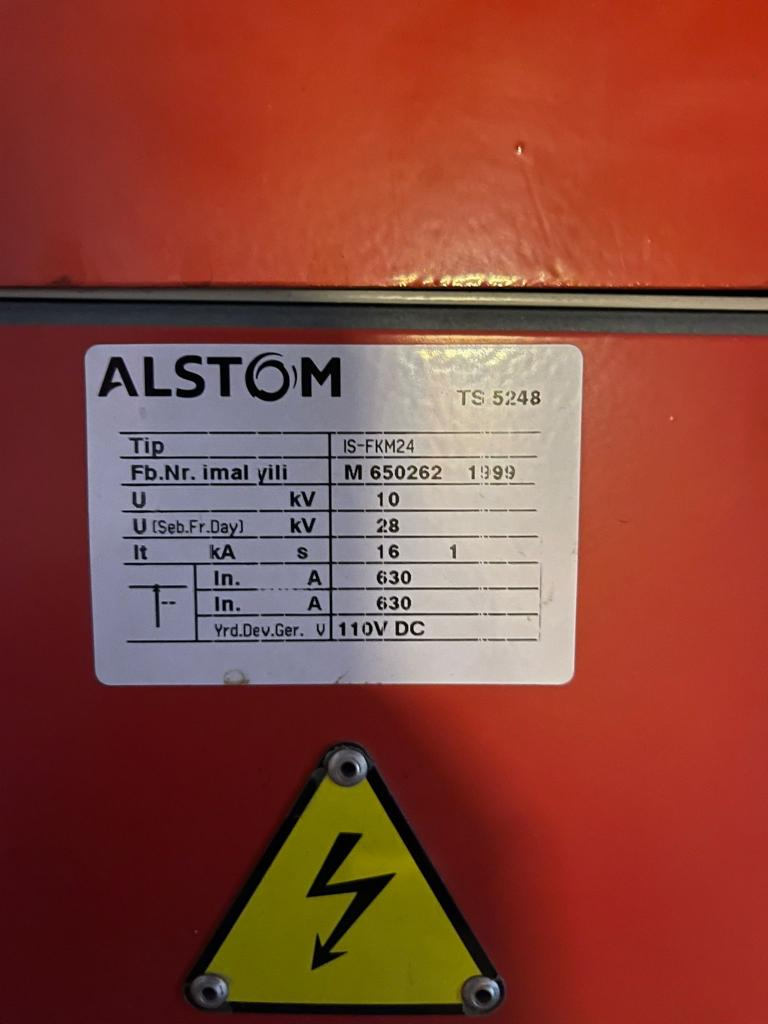 ALSTOM
TS 5248
Tip IS-FKM24
Fb.Nr. imal yili M 650262 1999
U kV 10
U (Seb.Fr.Day) kV 28
It kA s 16 1
In. A 630
In. A 630
Yrd.Dev.Ger. V 110V DC